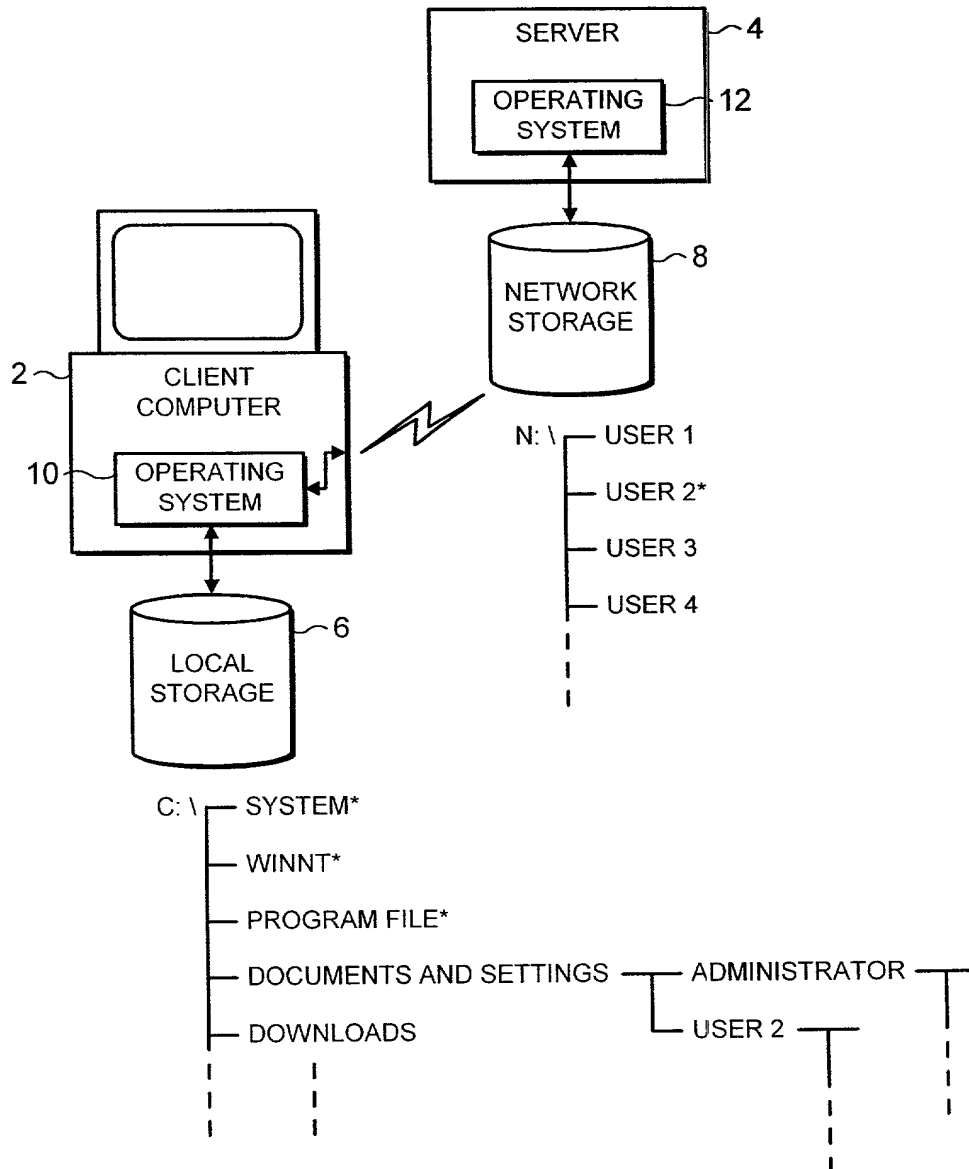 SERVER
4
OPERATING
SYSTEM
12
NETWORK
STORAGE
8
2
CLIENT
COMPUTER
10
OPERATING
SYSTEM
N: \
USER 1
USER 2*
USER 3
USER 4
6
LOCAL
STORAGE
C: \
SYSTEM*
WINNT*
PROGRAM FILE*
DOCUMENTS AND SETTINGS
ADMINISTRATOR
DOWNLOADS
USER 2